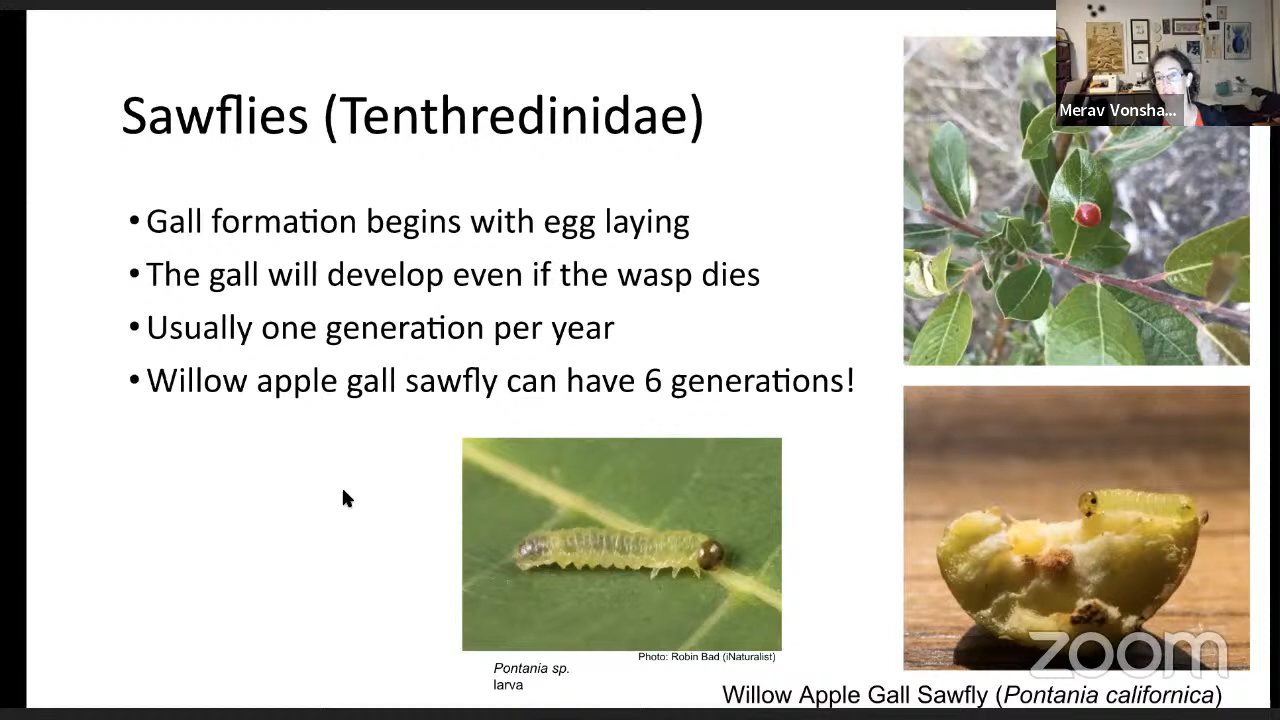 Merav Vonsha...
Sawflies (Tenthredinidae)
• Gall formation begins with egg laying
• The gall will develop even if the wasp dies
• Usually one generation per year
• Willow apple gall sawfly can have 6 generations!
Photo: Robin Bad (iNaturalist)
Pontania sp.
larva
zoom
Willow Apple Gall Sawfly (Pontania californica)